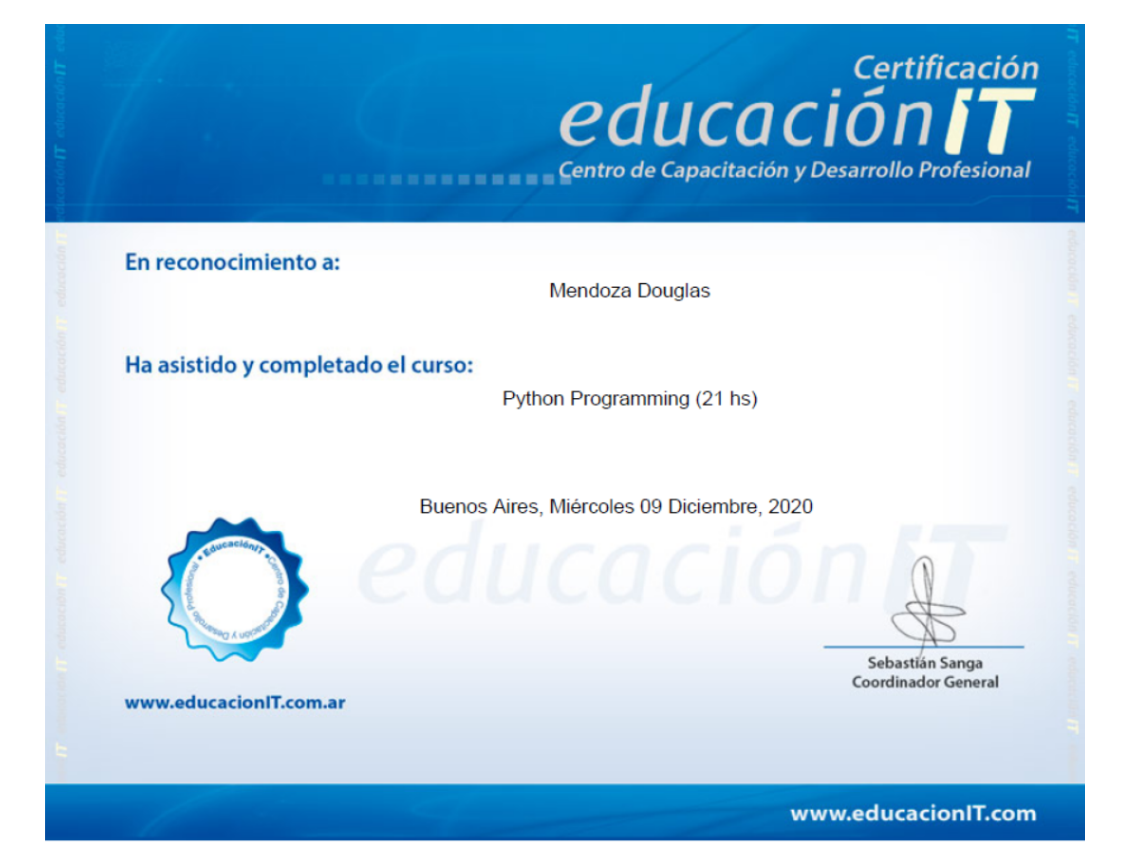 Certificación
educaciónIT
Centro de Capacitación y Desarrollo Profesional
En reconocimiento a:
Mendoza Douglas
Ha asistido y completado el curso:
Python Programming (21 hs)
Buenos Aires, Miércoles 09 Diciembre, 2020
educaciónIT
• EducaciónIT • Centro de Capacitación y Desarrollo Profesional
Sebastián Sanga
Coordinador General
www.educacionIT.com.ar
www.educacionIT.com